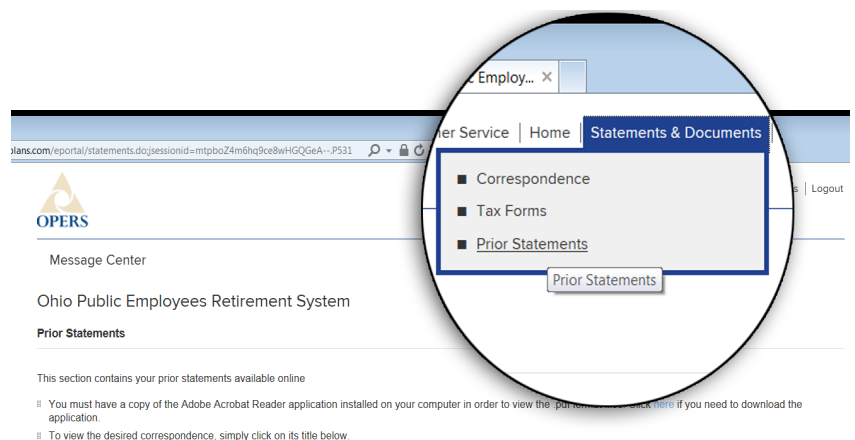 Employ... ×
Service | Home | Statements & Documents
plans.com/eportal/statements.do;jsessionid=mtpboZ4m6hq9ce8wHGQGeA--.P531
■ Correspondence
| Logout
■ Tax Forms
OPERS
■ Prior Statements
Message Center
Prior Statements
Ohio Public Employees Retirement System
Prior Statements
This section contains your prior statements available online
You must have a copy of the Adobe Acrobat Reader application installed on your computer in order to view the .pdf here if you need to download the
application.
To view the desired correspondence, simply click on its title below.